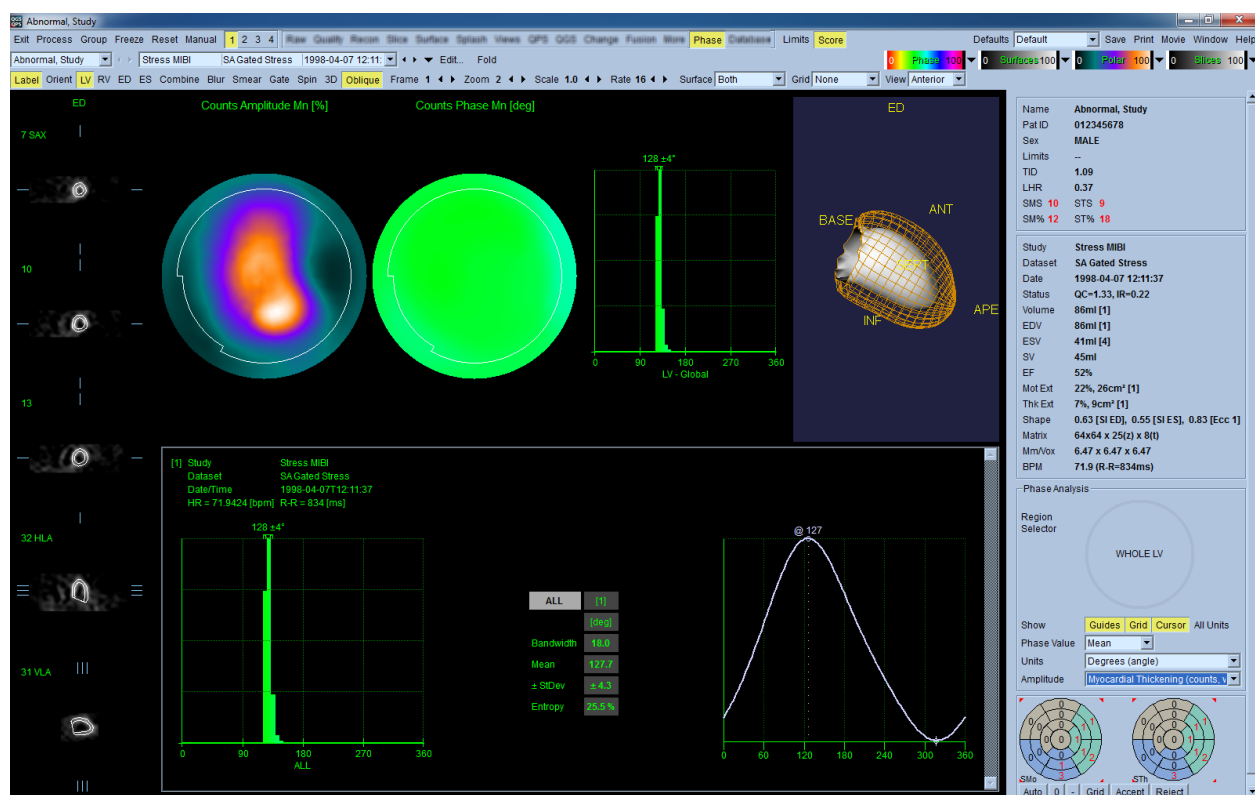 QGS QPS Abnormal, Study
Exit Process Group Freeze Reset Manual 1 2 3 4 Raw Quality Recon Slice Surface Splash Views QPS QGS Change Fusion More Phase Database Limits Score Defaults Default Save Print Movie Window Help
Abnormal, Study Stress MIBI SA Gated Stress 1998-04-07 12:11: Edit... Fold 0 Phase 100 0 Surfaces 100 0 Polar 100 0 Slices 100
Label Orient LV RV ED ES Combine Blur Smear Gate Spin 3D Oblique Frame 1 Zoom 2 Scale 1.0 Rate 16 Surface Both Grid None View Anterior
ED
7 SAX
10
13
32 HLA
31 VLA
Counts Amplitude Mn [%]
Counts Phase Mn [deg]
128 ±4°
0 90 180 270 360
LV - Global
ED
BASE
ANT
SEPT
INF
APE
[1] Study Stress MIBI
Dataset SA Gated Stress
Date/Time 1998-04-07T12:11:37
HR = 71.9424 [bpm] R-R = 834 [ms]
128 ±4°
0 90 180 270 360
ALL
ALL [1]
[deg]
Bandwidth 18.0
Mean 127.7
± StDev ± 4.3
Entropy 25.5 %
@ 127
0 60 120 180 240 300 360
Name Abnormal, Study
Pat ID 012345678
Sex MALE
Limits --
TID 1.09
LHR 0.37
SMS 10 STS 9
SM% 12 ST% 18
Study Stress MIBI
Dataset SA Gated Stress
Date 1998-04-07 12:11:37
Status QC=1.33, IR=0.22
Volume 86ml [1]
EDV 86ml [1]
ESV 41ml [4]
SV 45ml
EF 52%
Mot Ext 22%, 26cm² [1]
Thk Ext 7%, 9cm² [1]
Shape 0.63 [SI ED], 0.55 [SI ES], 0.83 [Ecc 1]
Matrix 64x64 x 25(z) x 8(t)
Mm/Vox 6.47 x 6.47 x 6.47
BPM 71.9 (R-R=834ms)
Phase Analysis
Region
Selector
WHOLE LV
Show Guides Grid Cursor All Units
Phase Value Mean
Units Degrees (angle)
Amplitude Myocardial Thickening (counts, v
SMo STh
Auto 0 - Grid Accept Reject